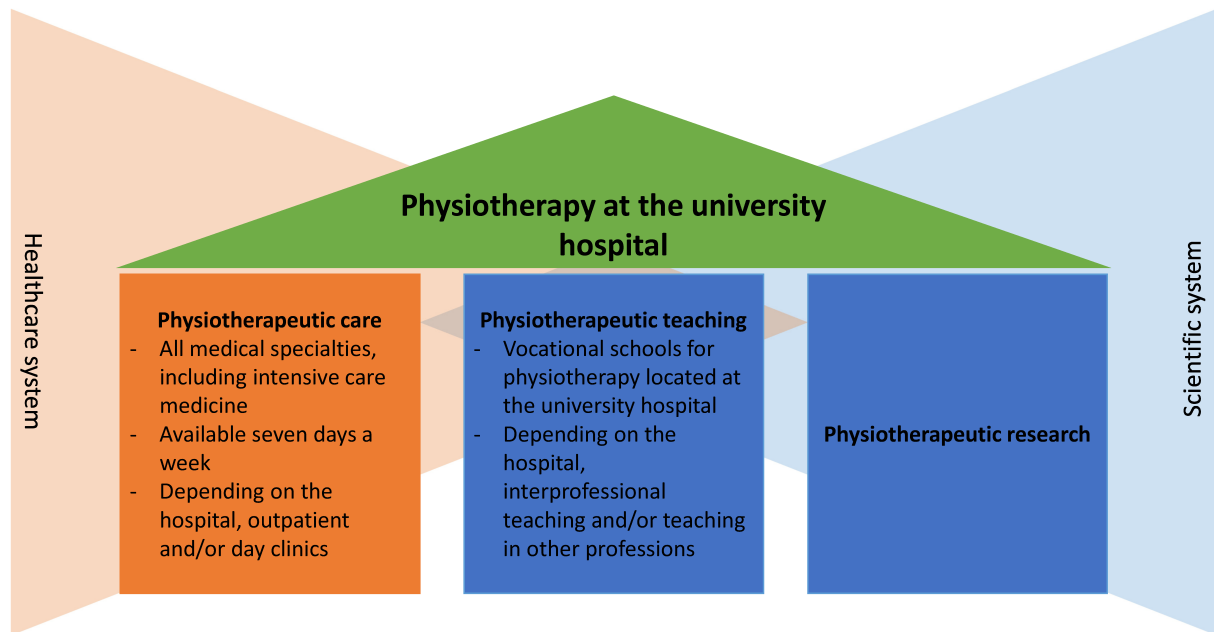 Physiotherapy at the university
hospital
Healthcare system
Physiotherapeutic care
- All medical specialties,
including intensive care
medicine
- Available seven days a
week
- Depending on the
hospital, outpatient
and/or day clinics
Physiotherapeutic teaching
- Vocational schools for
physiotherapy located at
the university hospital
- Depending on the
hospital,
interprofessional
teaching and/or teaching
in other professions
Physiotherapeutic research
Scientific system